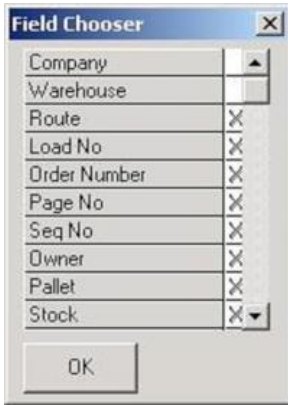 Field Chooser
Company
Warehouse
Route
Load No
Order Number
Page No
Seq No
Owner
Pallet
Stock
OK